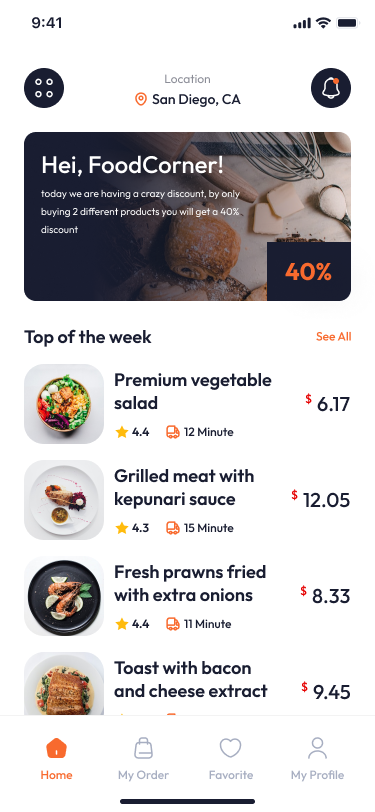 9:41
Location
San Diego, CA
Hei, FoodCorner!
today we are having a crazy discount, by only
buying 2 different products you will get a 40%
discount
40%
Top of the week
See All
Premium vegetable
salad
$ 6.17
4.4
12 Minute
Grilled meat with
kepunari sauce
$ 12.05
4.3
15 Minute
Fresh prawns fried
with extra onions
$ 8.33
4.4
11 Minute
Toast with bacon
and cheese extract
$ 9.45
Home
My Order
Favorite
My Profile